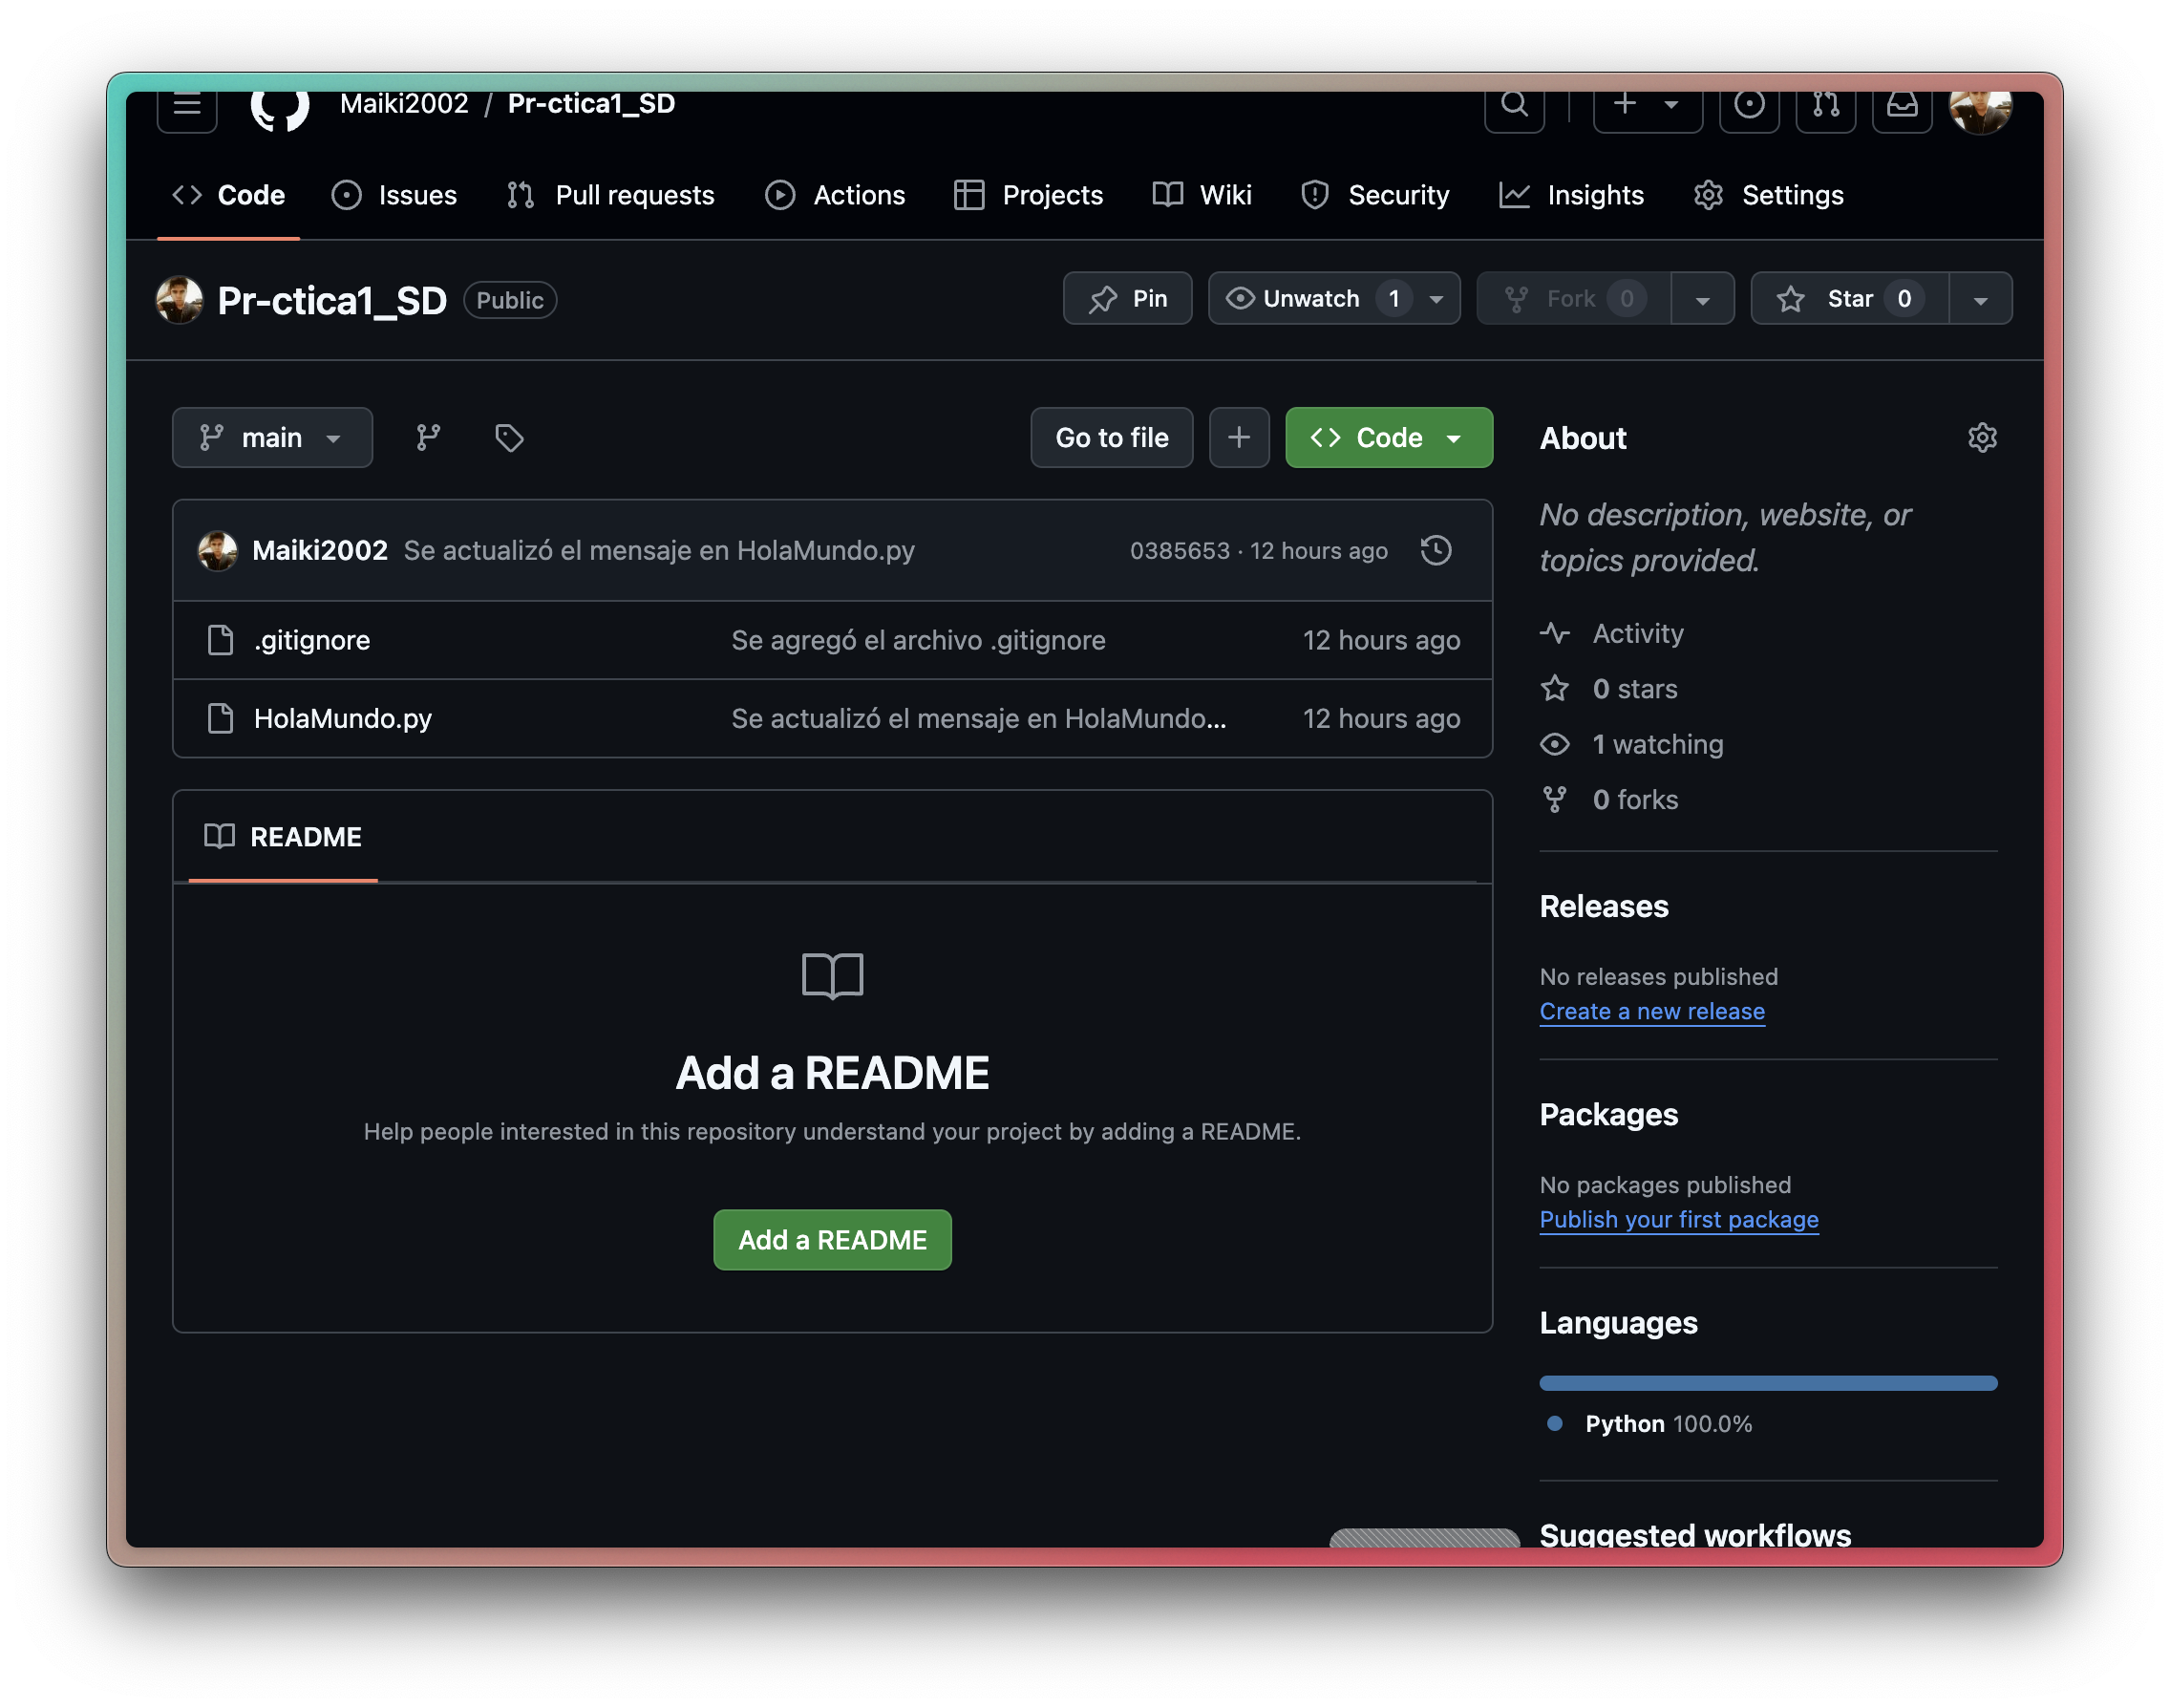 Maiki2002 / Pr-ctica1_SD
Code Issues Pull requests Actions Projects Wiki Security Insights Settings
Pr-ctica1_SD Public Pin Unwatch 1 Fork 0 Star 0
main Go to file Code
Maiki2002 Se actualizó el mensaje en HolaMundo.py 0385653 · 12 hours ago
.gitignore Se agregó el archivo .gitignore 12 hours ago
HolaMundo.py Se actualizó el mensaje en HolaMundo... 12 hours ago
README
Add a README
Help people interested in this repository understand your project by adding a README.
Add a README
About
No description, website, or
topics provided.
Activity
0 stars
1 watching
0 forks
Releases
No releases published
Create a new release
Packages
No packages published
Publish your first package
Languages
Python 100.0%
Suggested workflows